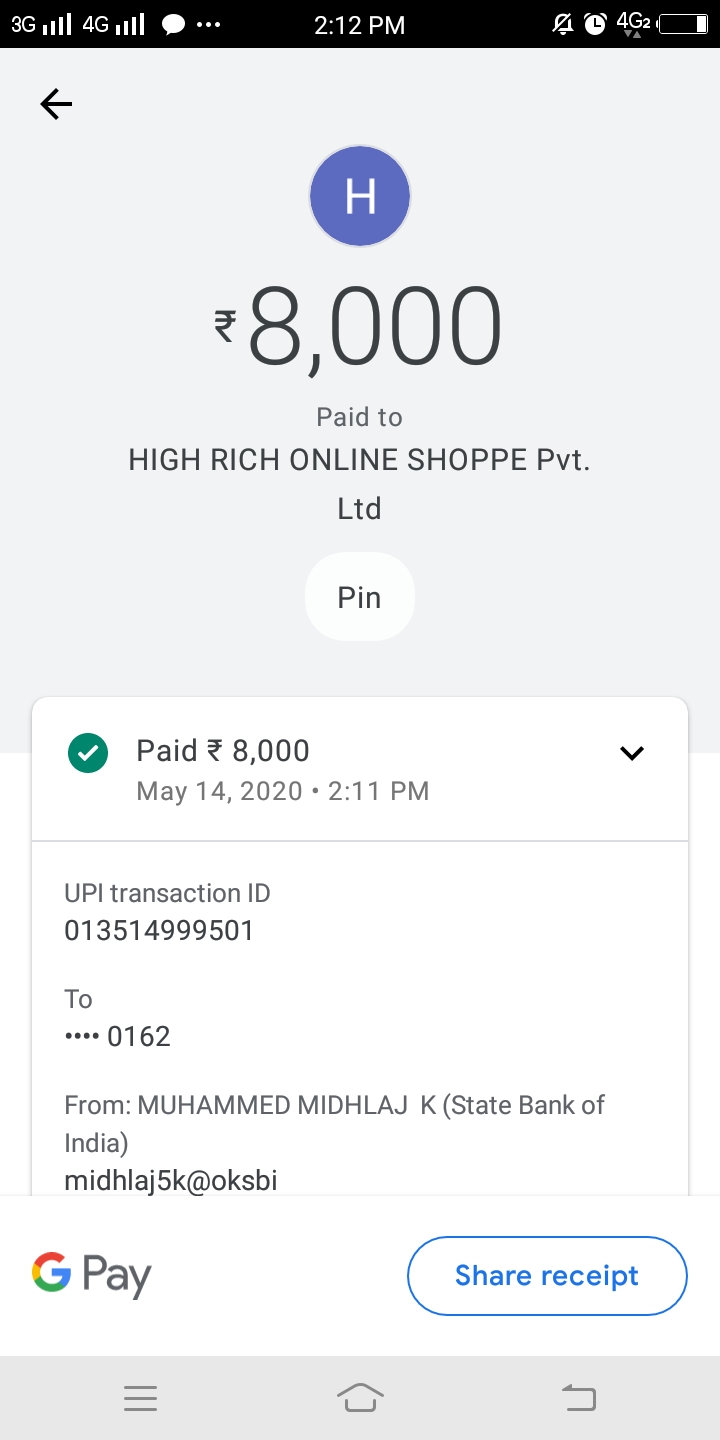 3G 4G 2:12 PM 4G2
H
₹8,000
Paid to
HIGH RICH ONLINE SHOPPE Pvt.
Ltd
Pin
Paid ₹ 8,000
May 14, 2020 • 2:11 PM
UPI transaction ID
013514999501
To
•••• 0162
From: MUHAMMED MIDHLAJ  K (State Bank of
India)
midhlaj5k@oksbi
G Pay
Share receipt